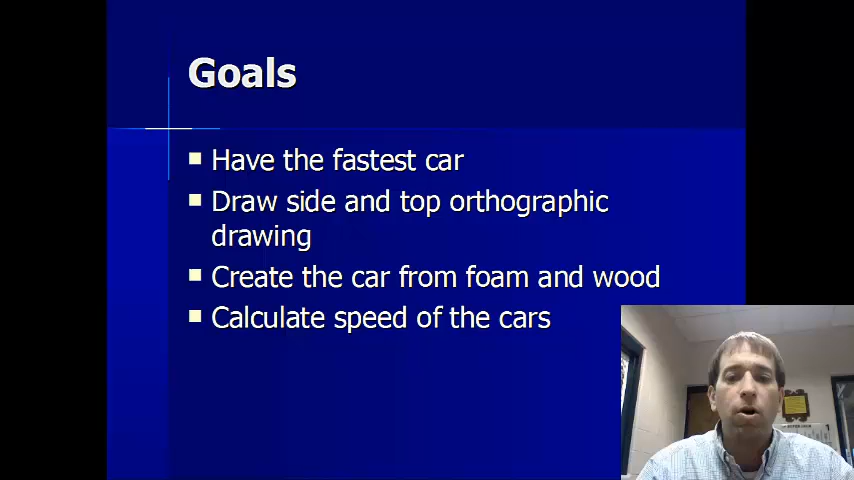 Goals
Have the fastest car
Draw side and top orthographic
drawing
Create the car from foam and wood
Calculate speed of the cars